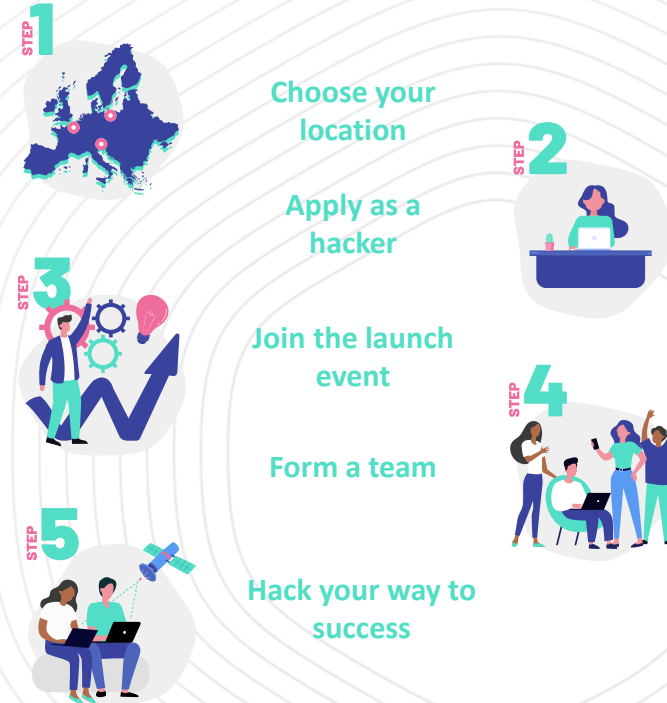 STEP 1
Choose your
location
STEP 2
Apply as a
hacker
STEP 3
Join the launch
event
STEP 4
Form a team
STEP 5
Hack your way to
success